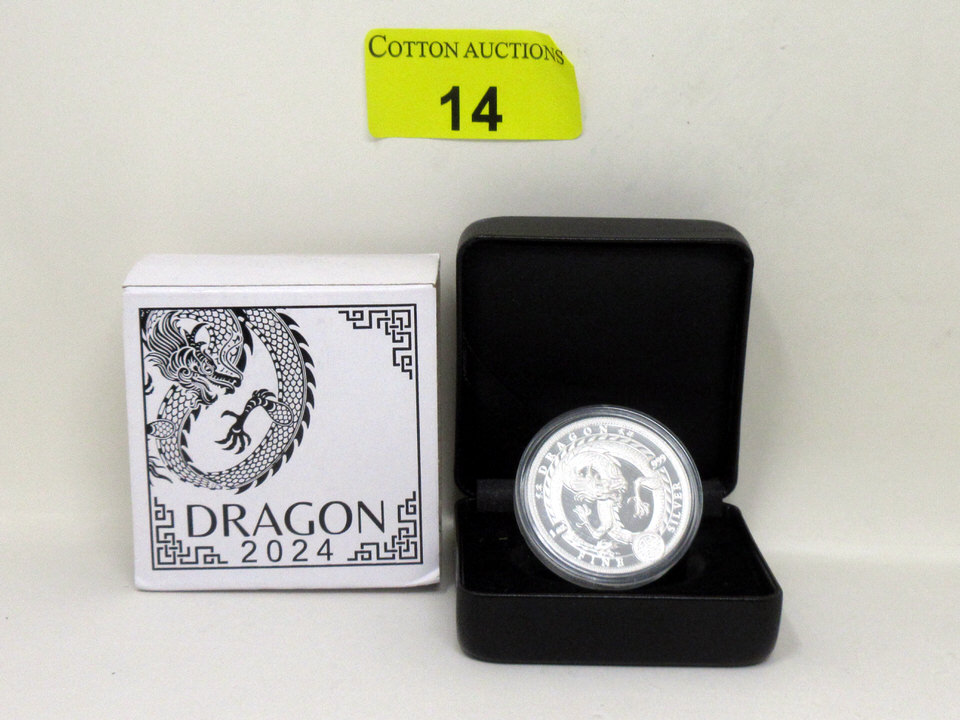 COTTON AUCTIONS
14
DRAGON
2024
DRAGON
FINE
SILVER